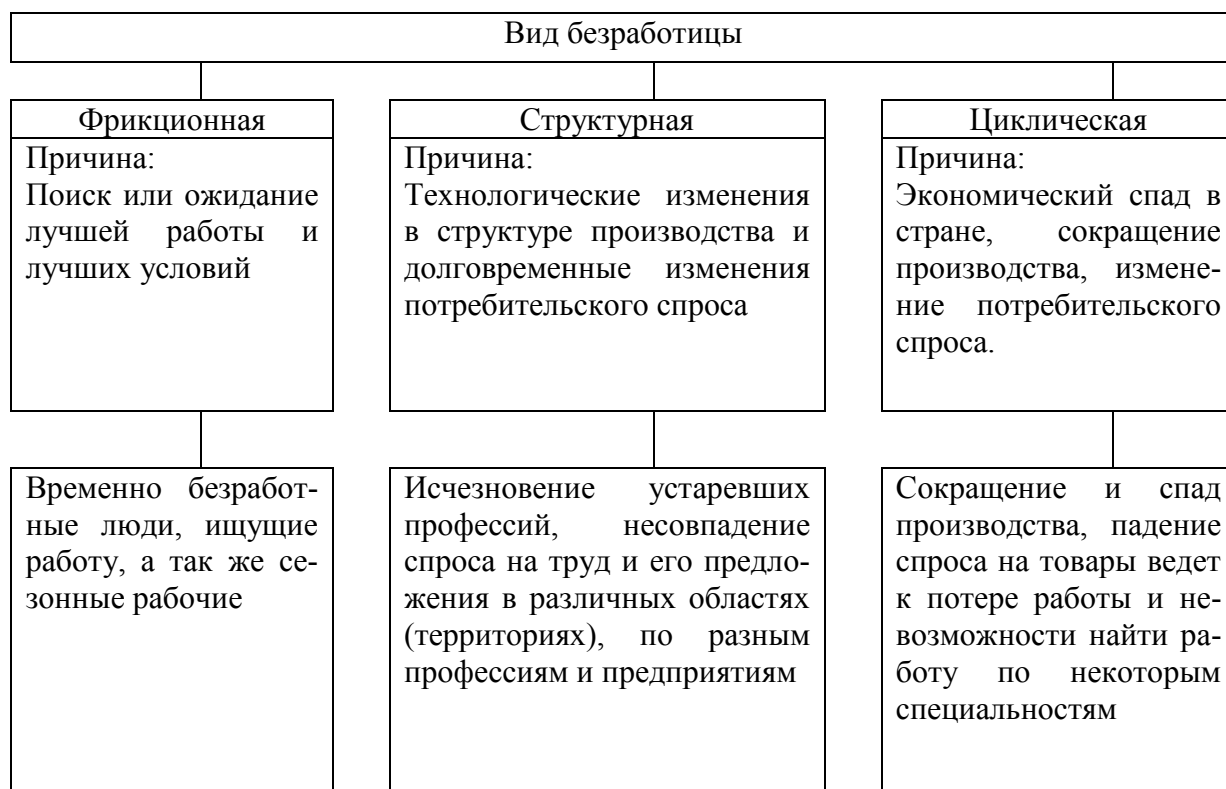 Вид безработицы
Фрикционная
Причина:
Поиск или ожидание
лучшей работы и
лучших условий
Структурная
Причина:
Технологические изменения
в структуре производства и
долговременные изменения
потребительского спроса
Циклическая
Причина:
Экономический спад в
стране, сокращение
производства, измене-
ние потребительского
спроса.
Временно безработ-
ные люди, ищущие
работу, а так же се-
зонные рабочие
Исчезновение устаревших
профессий, несовпадение
спроса на труд и его предло-
жения в различных областях
(территориях), по разным
профессиям и предприятиям
Сокращение и спад
производства, падение
спроса на товары ведет
к потере работы и не-
возможности найти ра-
боту по некоторым
специальностям